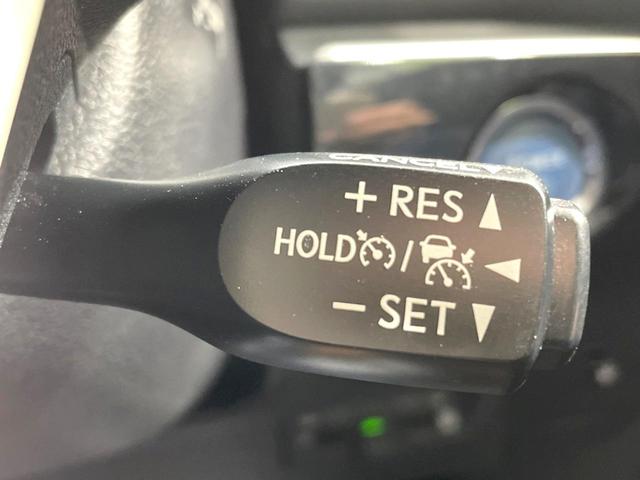 CANCEL ▼
+ RES ▲
HOLD / ◀
− SET ▼